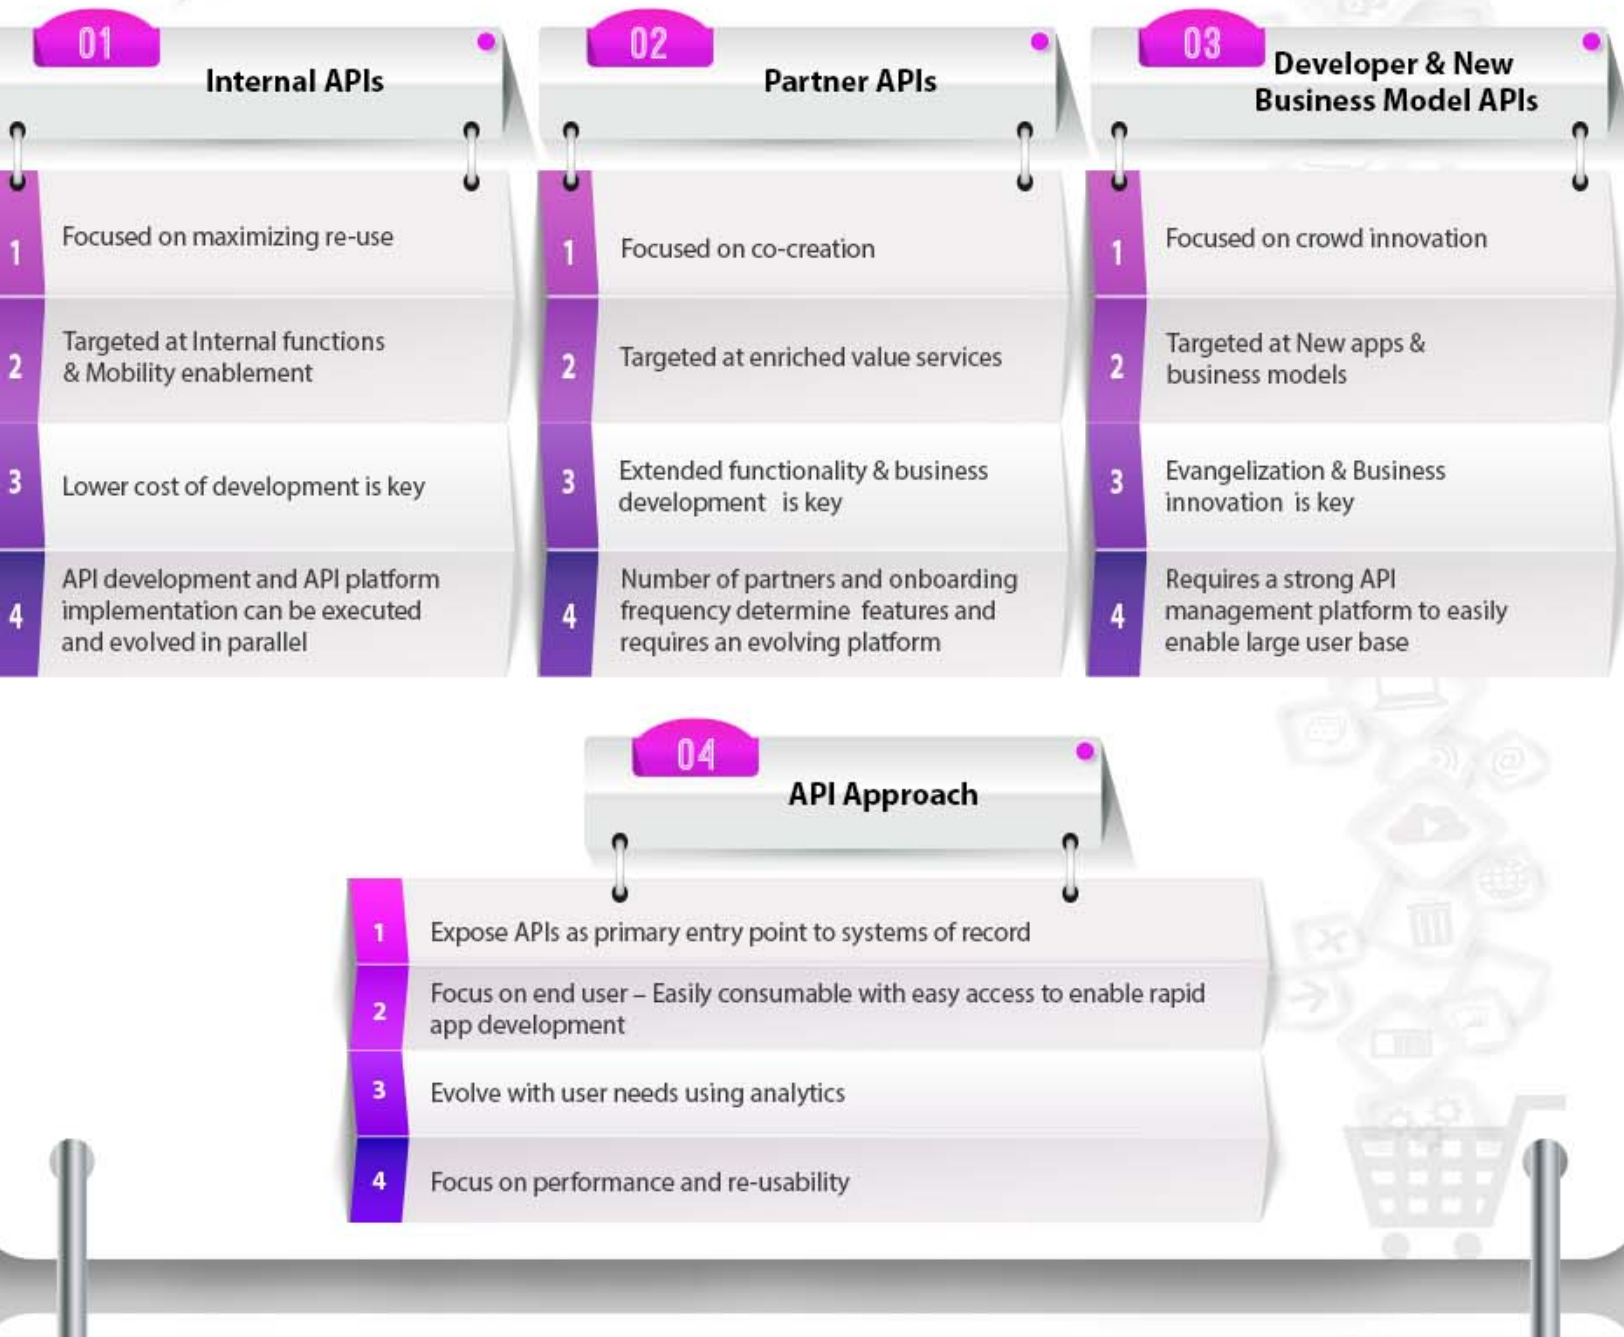 01
Internal APIs
1
Focused on maximizing re-use
2
Targeted at Internal functions
& Mobility enablement
3
Lower cost of development is key
4
API development and API platform
implementation can be executed
and evolved in parallel
02
Partner APIs
1
Focused on co-creation
2
Targeted at enriched value services
3
Extended functionality & business
development is key
4
Number of partners and onboarding
frequency determine features and
requires an evolving platform
03
Developer & New
Business Model APIs
1
Focused on crowd innovation
2
Targeted at New apps &
business models
3
Evangelization & Business
innovation is key
4
Requires a strong API
management platform to easily
enable large user base
04
API Approach
1
Expose APIs as primary entry point to systems of record
2
Focus on end user – Easily consumable with easy access to enable rapid
app development
3
Evolve with user needs using analytics
4
Focus on performance and re-usability